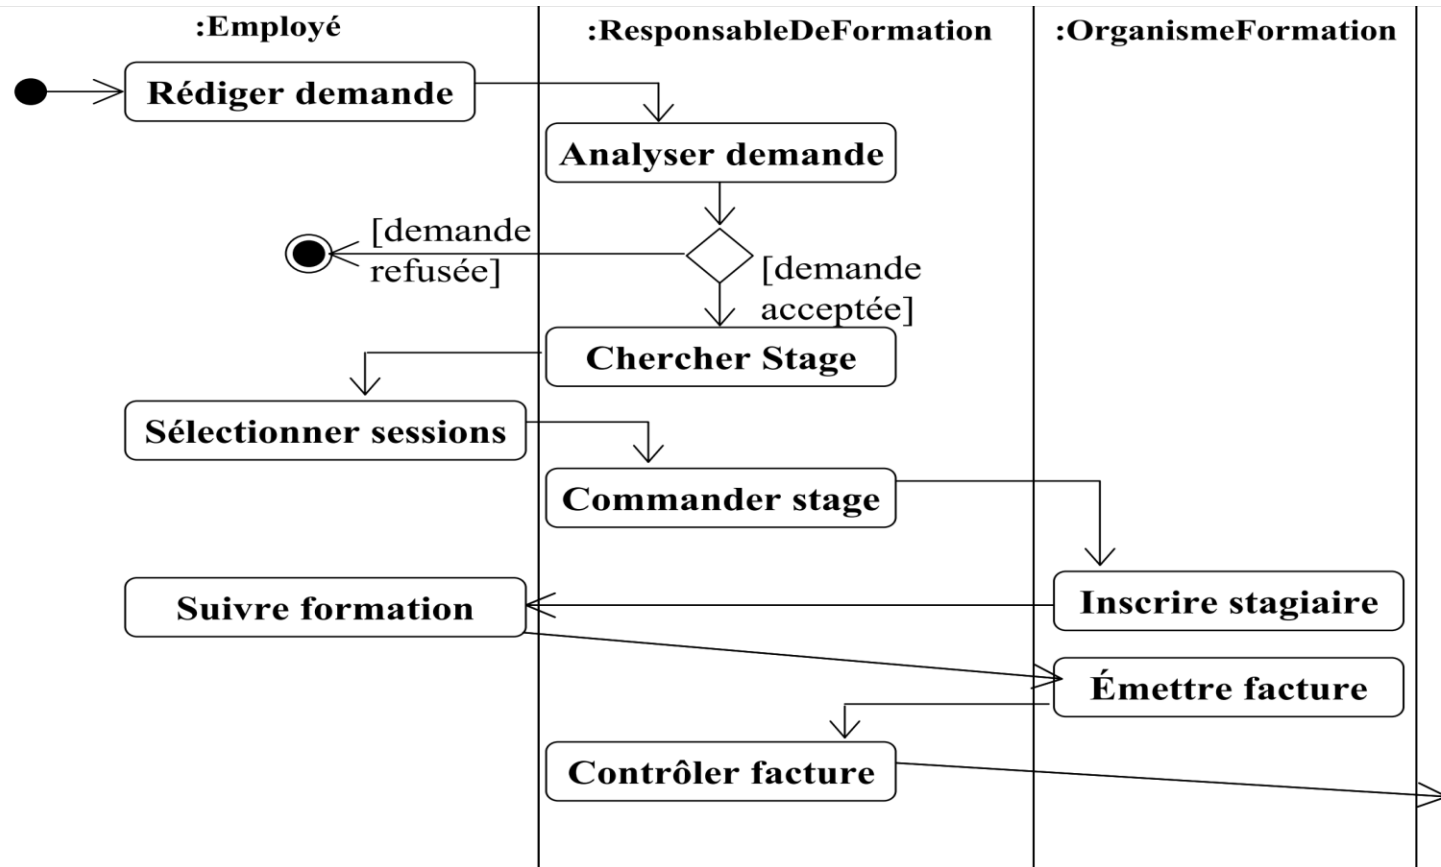 :Employé
:ResponsableDeFormation
:OrganismeFormation
Rédiger demande
Analyser demande
[demande
refusée]
[demande
acceptée]
Chercher Stage
Sélectionner sessions
Commander stage
Suivre formation
Inscrire stagiaire
Émettre facture
Contrôler facture